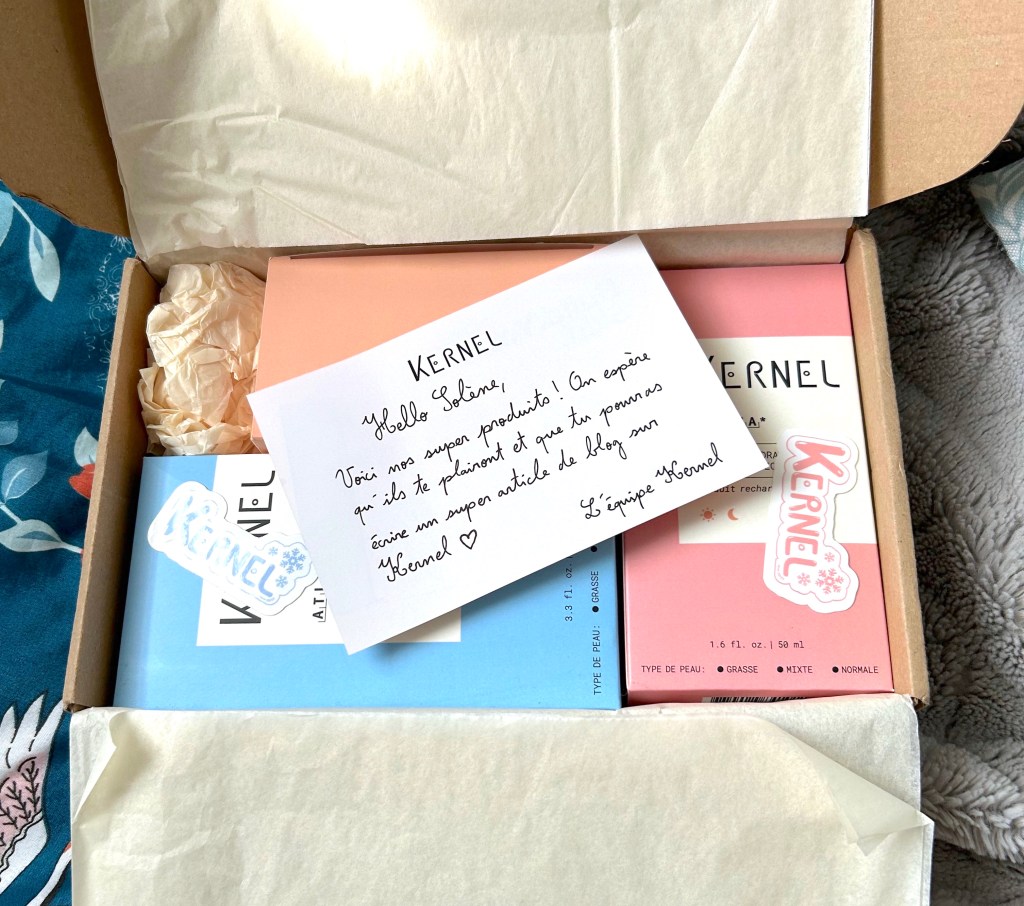 KERNEL
Hello Solène,
Voici nos super produits ! On espère
qu'ils te plairont et que tu pourras
écrire un super article de blog sur
Kernel ♡
L'équipe Kernel
KERNEL
A*
1.6 fl. oz.| 50 ml
TYPE DE PEAU: ● GRASSE ● MIXTE ● NORMALE
KERNEL
KERNEL
3.3 fl. oz.
TYPE DE PEAU: ● GRASSE